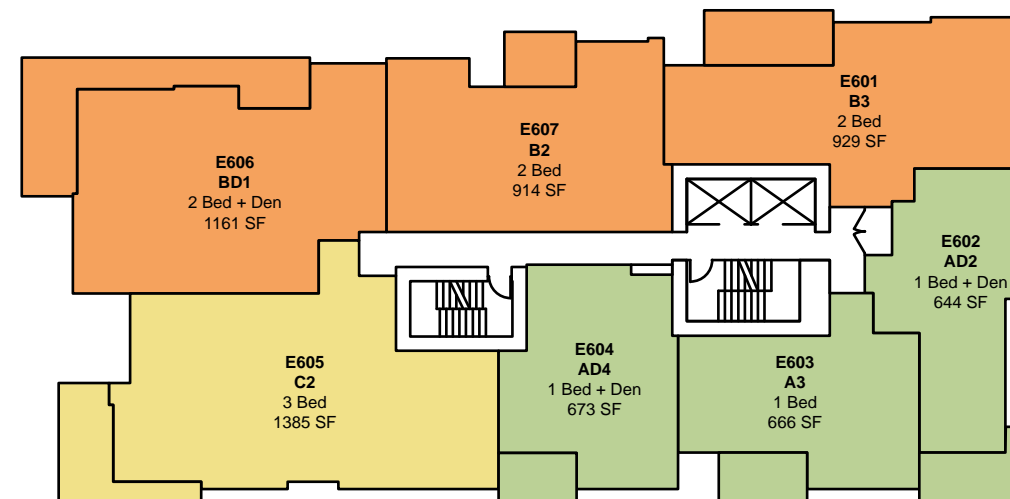 E601
B3
2 Bed
929 SF
E607
B2
2 Bed
914 SF
E606
BD1
2 Bed + Den
1161 SF
E602
AD2
1 Bed + Den
644 SF
E605
C2
3 Bed
1385 SF
E604
AD4
1 Bed + Den
673 SF
E603
A3
1 Bed
666 SF